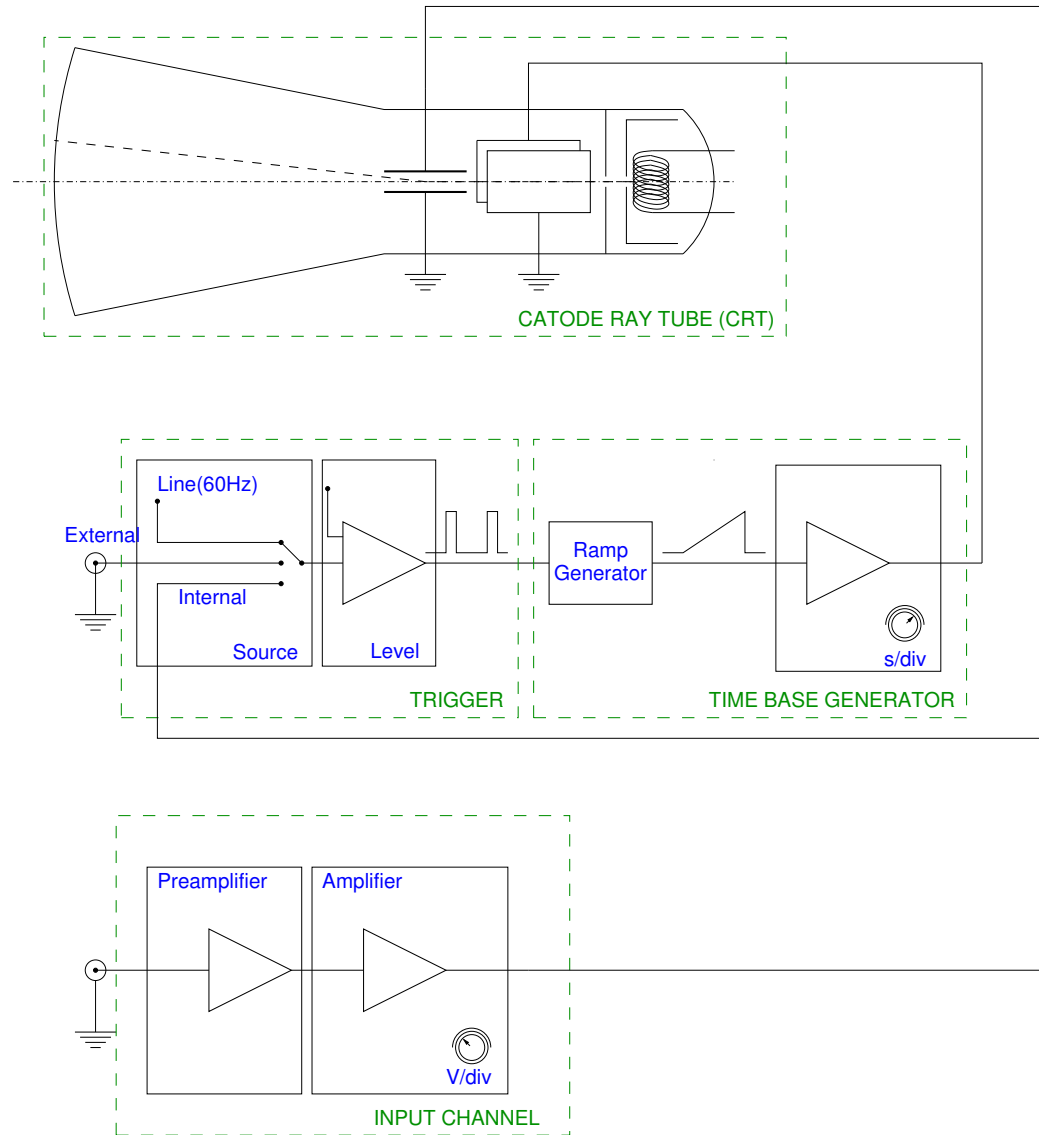 CATODE RAY TUBE (CRT)
Line(60Hz)
External
Internal
Source
Level
TRIGGER
Ramp
Generator
s/div
TIME BASE GENERATOR
Preamplifier
Amplifier
V/div
INPUT CHANNEL